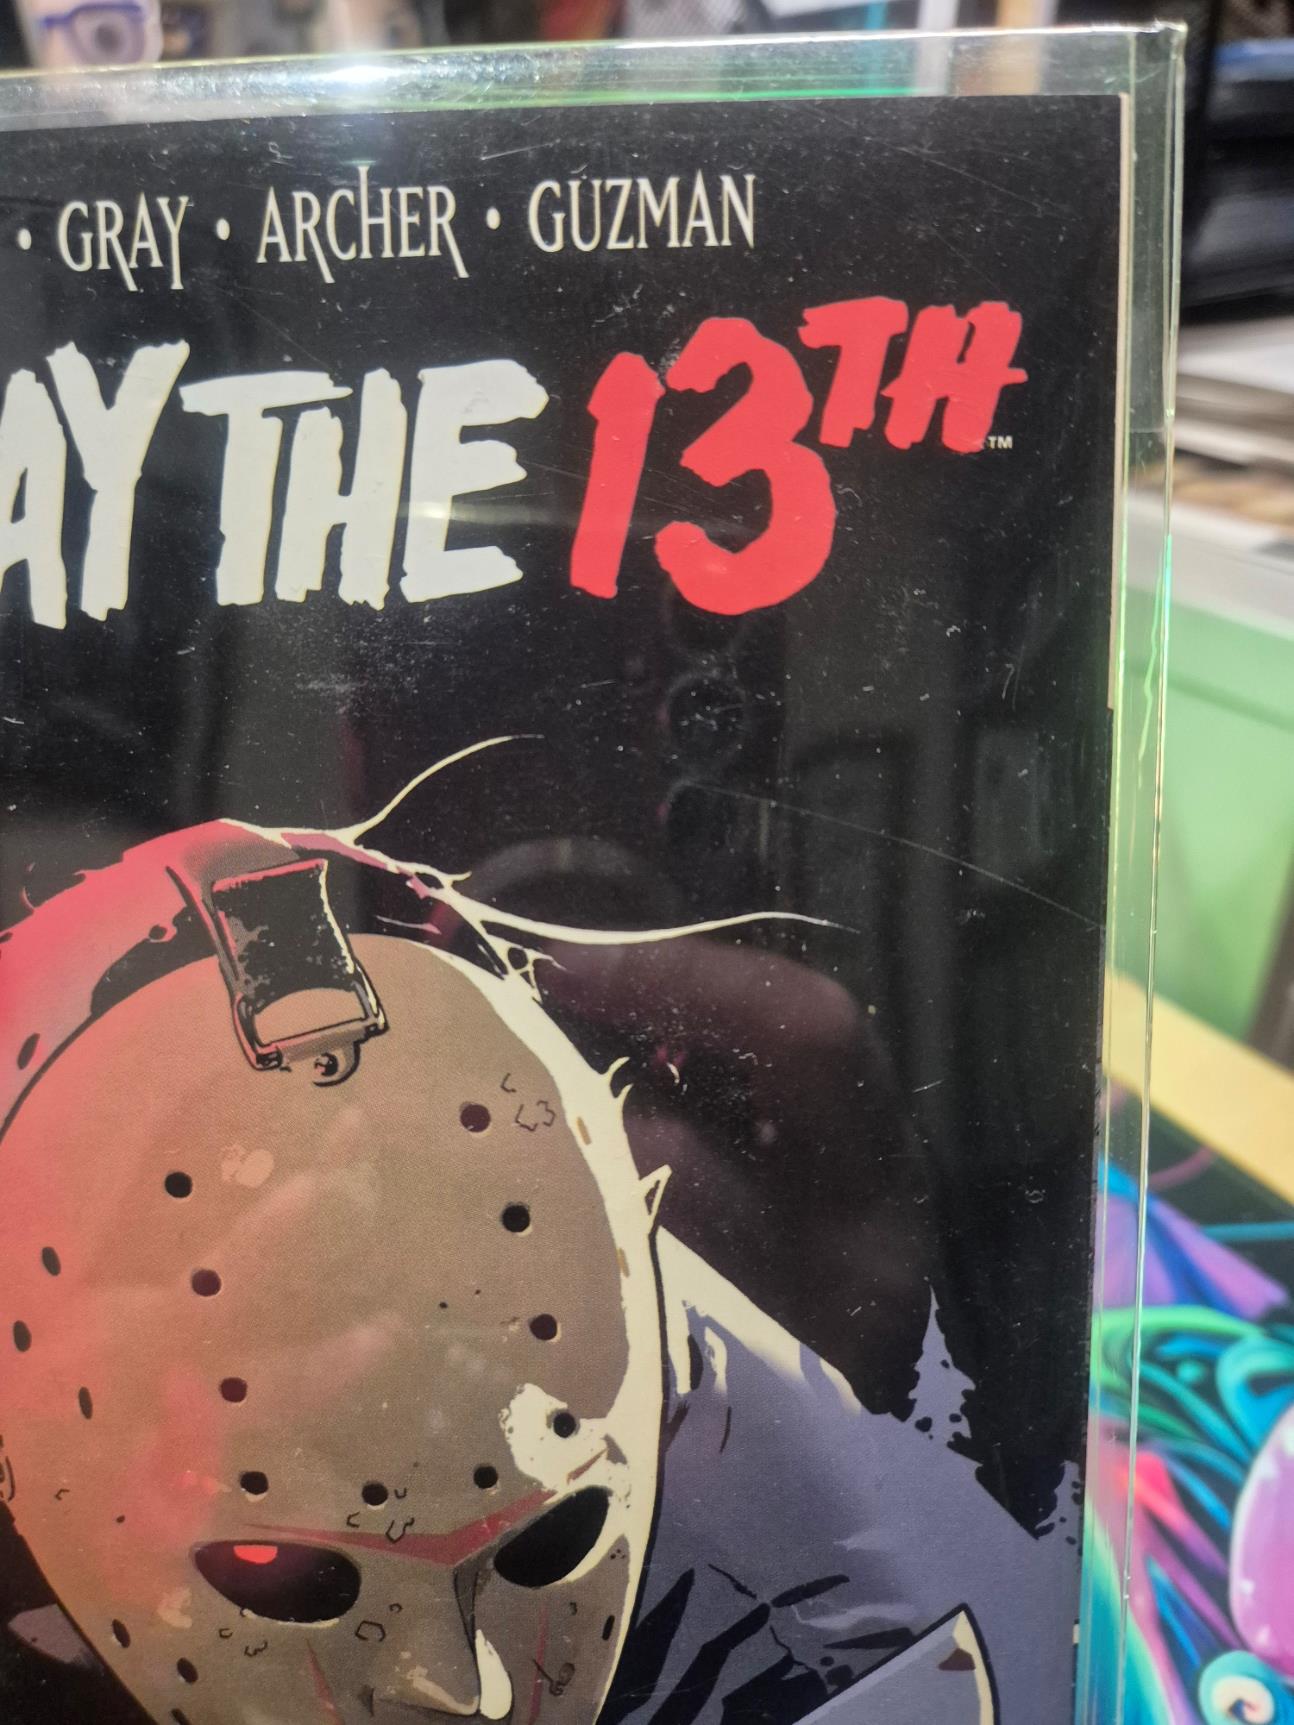 • GRAY • ARCHER • GUZMAN
AY THE 13TH™